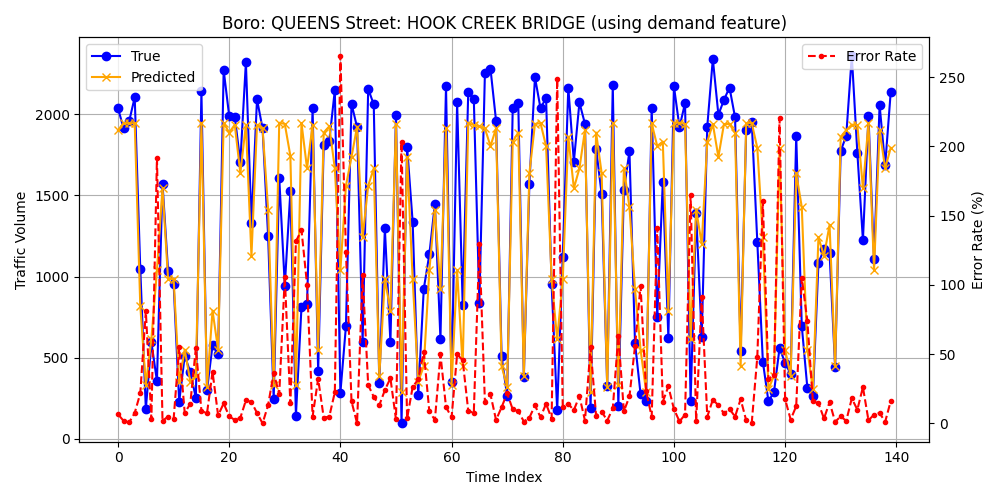 Boro: QUEENS Street: HOOK CREEK BRIDGE (using demand feature)
True
Predicted
Error Rate
Traffic Volume
0
500
1000
1500
2000
0
50
100
150
200
250
Error Rate (%)
0
20
40
60
80
100
120
140
Time Index